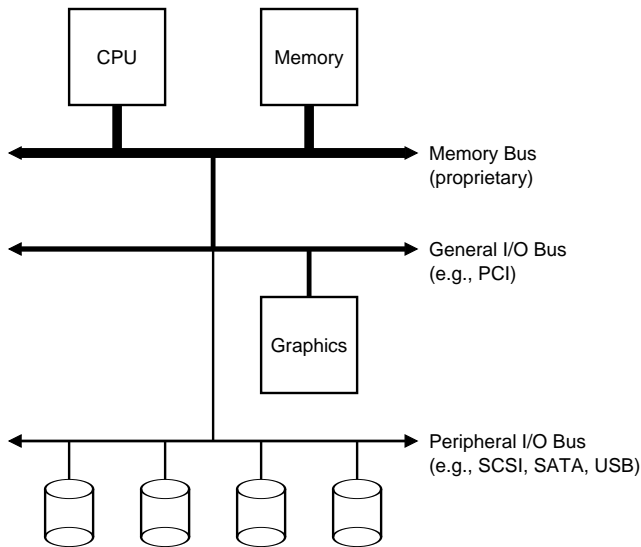 CPU
Memory
Memory Bus
(proprietary)
General I/O Bus
(e.g., PCI)
Graphics
Peripheral I/O Bus
(e.g., SCSI, SATA, USB)